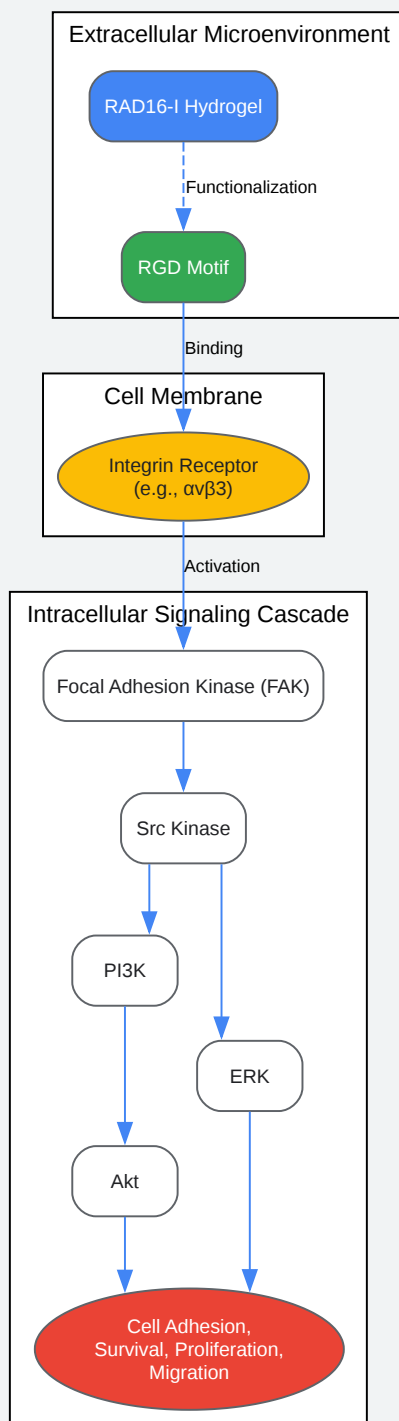 Extracellular Microenvironment
RAD16-I Hydrogel
Functionalization
RGD Motif
Binding
Cell Membrane
Integrin Receptor
(e.g., αvβ3)
Activation
Intracellular Signaling Cascade
Focal Adhesion Kinase (FAK)
Src Kinase
PI3K
ERK
Akt
Cell Adhesion,
Survival, Proliferation,
Migration